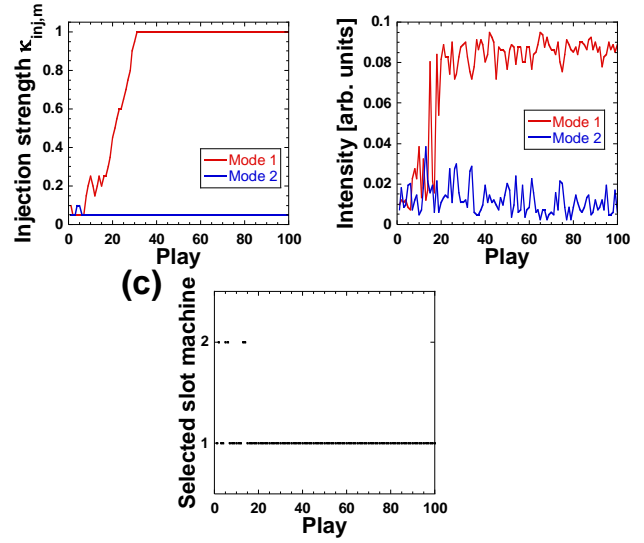 Injection strength κinj,m
1
0.8
0.6
0.4
0.2
0
Mode 1
Mode 2
0 20 40 60 80 100
Play
Intensity [arb. units]
0.1
0.08
0.06
0.04
0.02
0
Mode 1
Mode 2
0 20 40 60 80 100
Play
(c)
Selected slot machine
2
1
0 20 40 60 80 100
Play